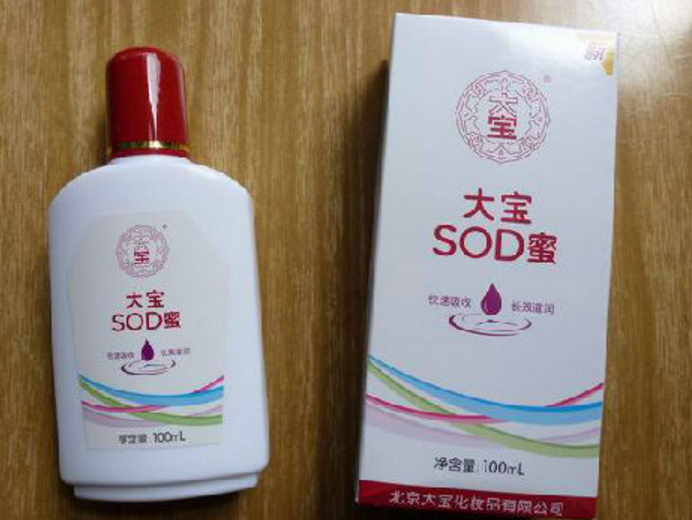 大
宝
大宝
SOD蜜
快速吸收 长效滋润
净含量:100mL
新
大
宝
®
大宝
SOD蜜
快速吸收 长效滋润
净含量:100mL
北京大宝化妆品有限公司